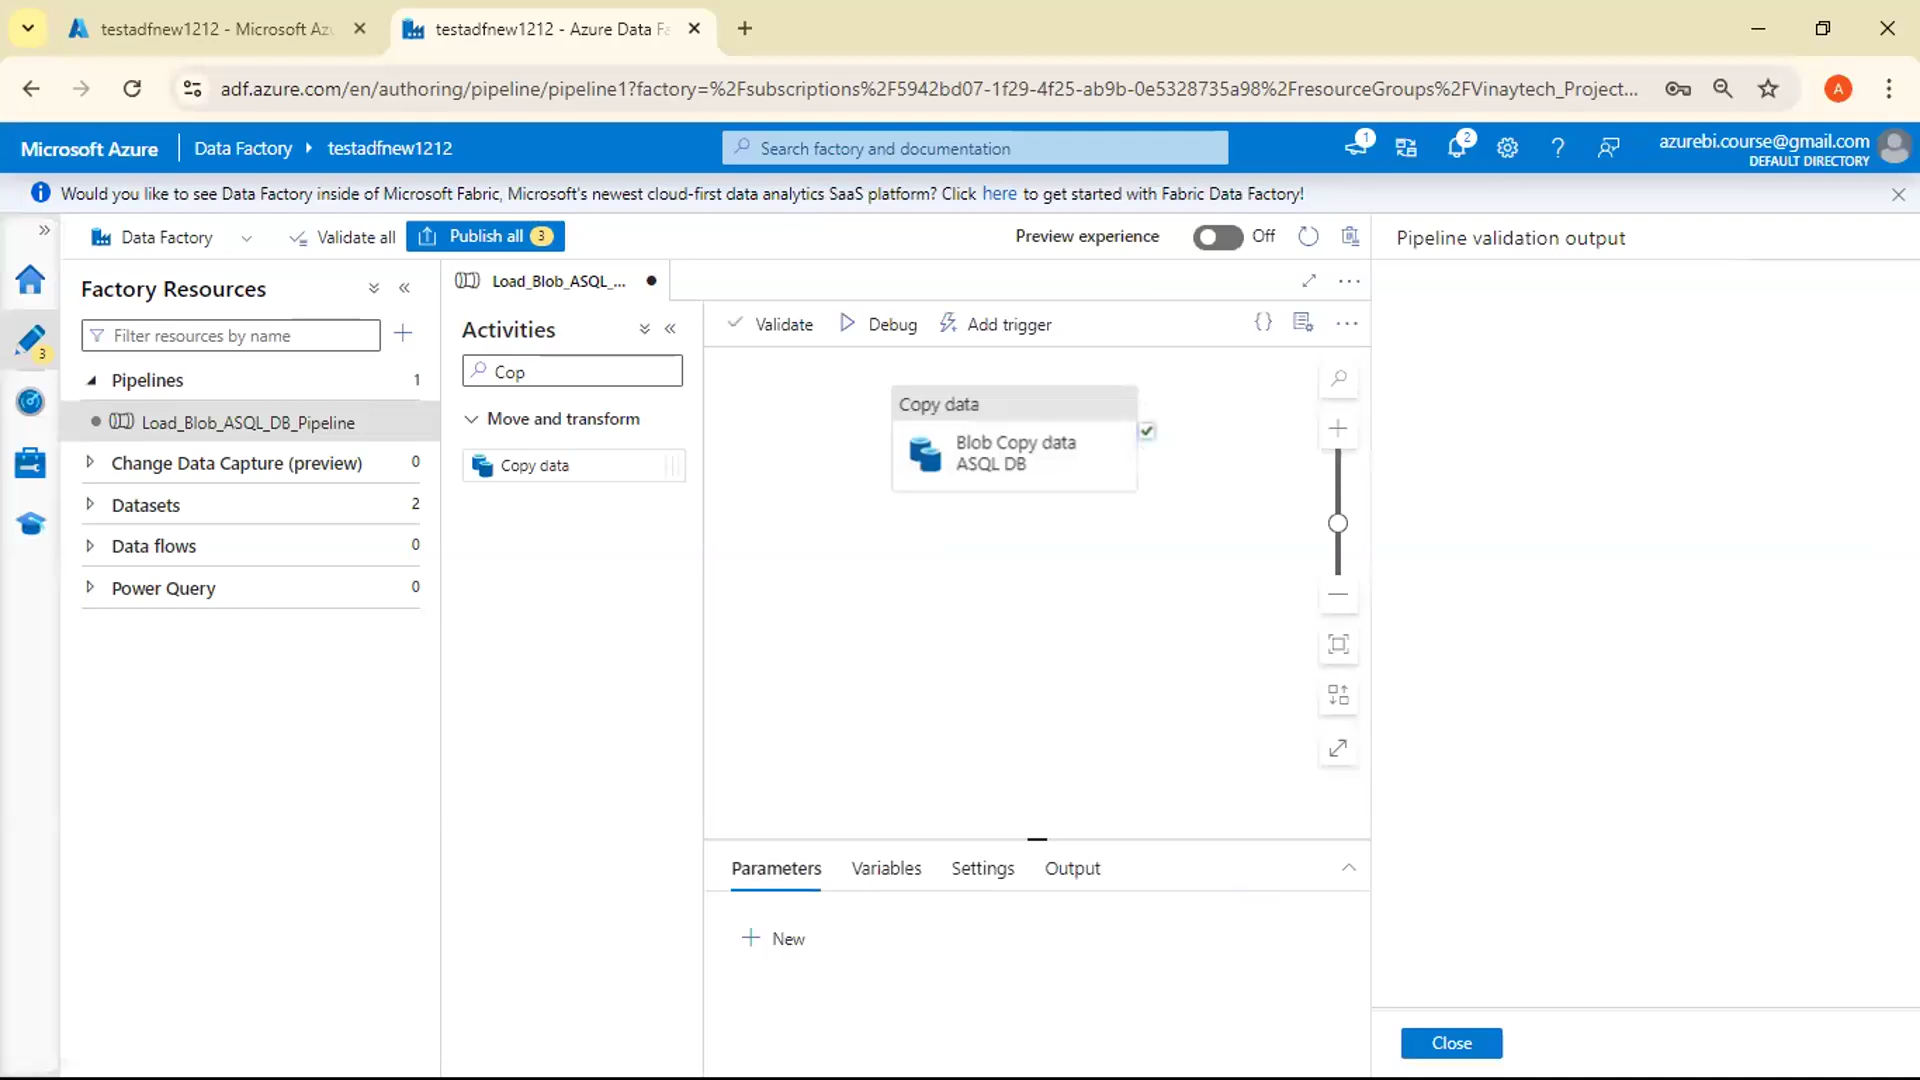 testadfnew1212 - Microsoft Azu
testadfnew1212 - Azure Data Fa
adf.azure.com/en/authoring/pipeline/pipeline1?factory=%2Fsubscriptions%2F5942bd07-1f29-4f25-ab9b-0e5328735a98%2FresourceGroups%2FVinaytech_Project...
A
Microsoft Azure
Data Factory
testadfnew1212
Search factory and documentation
1
2
azurebi.course@gmail.com
DEFAULT DIRECTORY
Would you like to see Data Factory inside of Microsoft Fabric, Microsoft's newest cloud-first data analytics SaaS platform? Click here to get started with Fabric Data Factory!
Data Factory
Validate all
Publish all 3
Preview experience
Off
Pipeline validation output
3
Factory Resources
Filter resources by name
Pipelines 1
Load_Blob_ASQL_DB_Pipeline
Change Data Capture (preview) 0
Datasets 2
Data flows 0
Power Query 0
Load_Blob_ASQL_...
Activities
Cop
Move and transform
Copy data
Validate
Debug
Add trigger
{}
Copy data
Blob Copy data
ASQL DB
Parameters
Variables
Settings
Output
New
Close